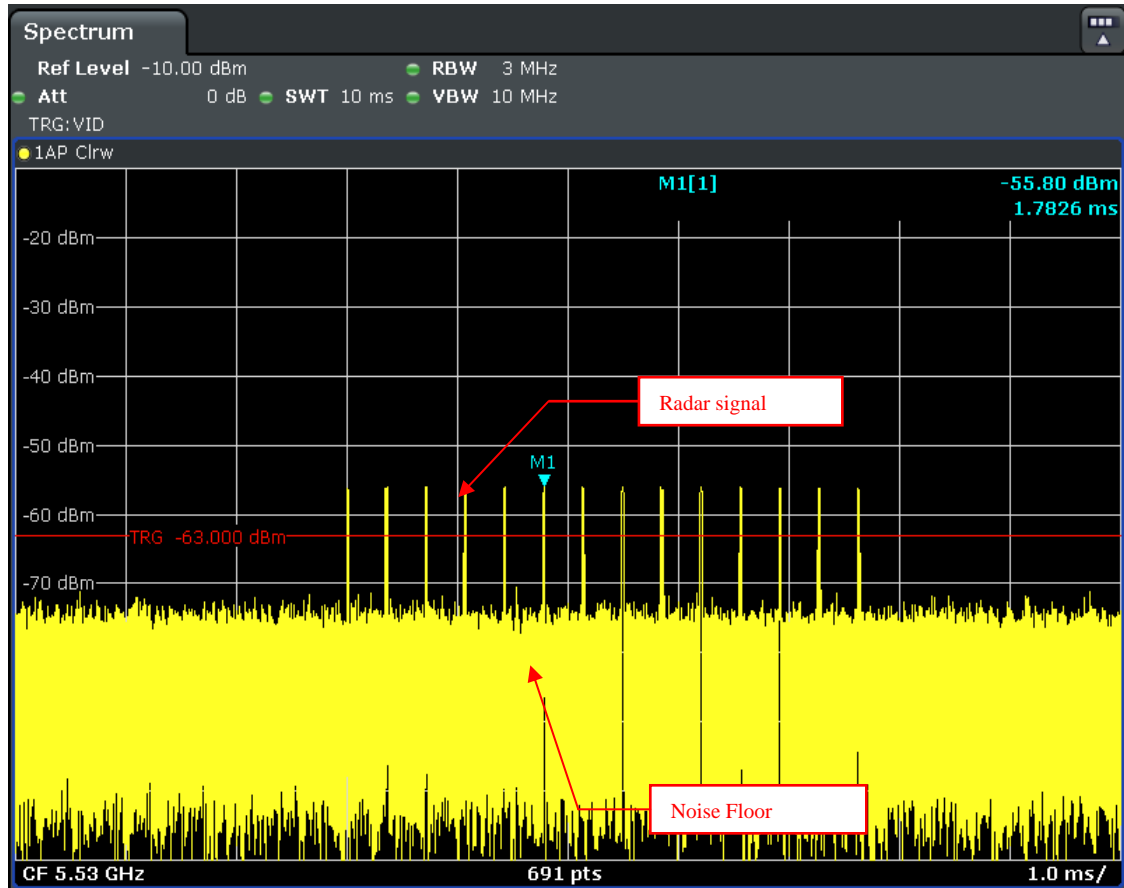 Spectrum
Ref Level -10.00 dBm RBW 3 MHz
Att 0 dB SWT 10 ms VBW 10 MHz
TRG:VID
1AP Clrw
M1[1] -55.80 dBm
1.7826 ms
-20 dBm
-30 dBm
-40 dBm
Radar signal
-50 dBm
M1
-60 dBm
TRG -63.000 dBm
-70 dBm
Noise Floor
CF 5.53 GHz 691 pts 1.0 ms/